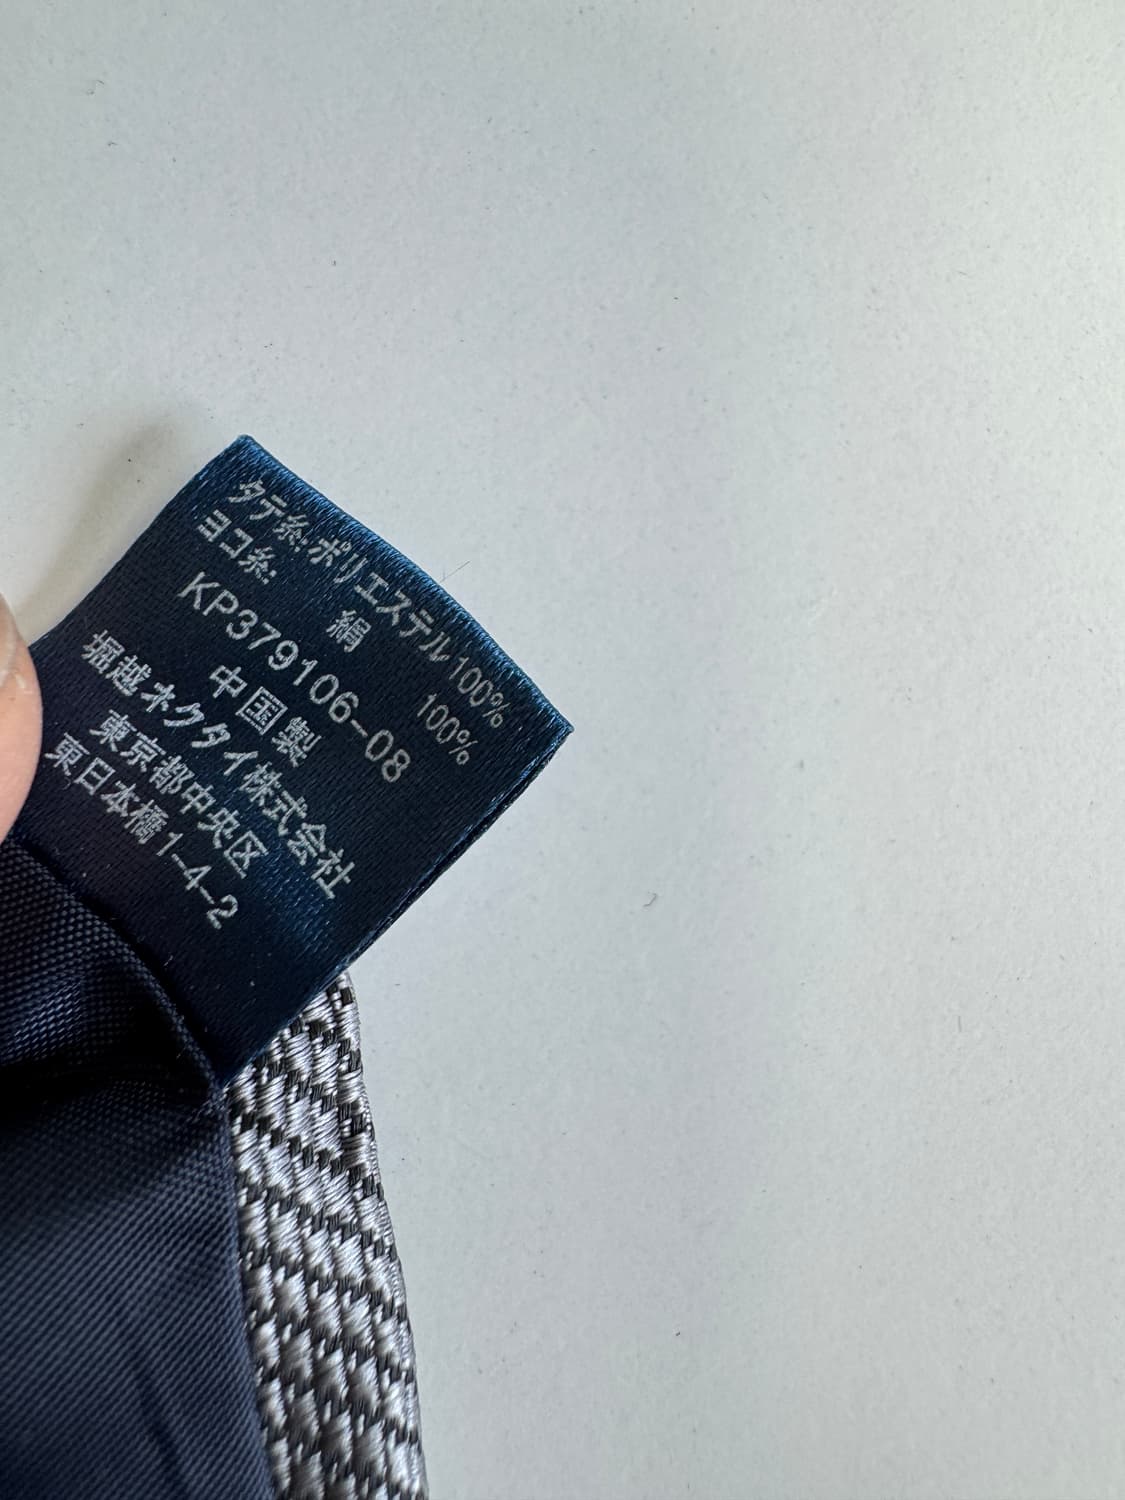 タテ糸:ポリエステル100%
ヨコ糸: 絹 100%
KP379106-08
中国製
堀越ネクタイ株式会社
東京都中央区
東日本橋1-4-2